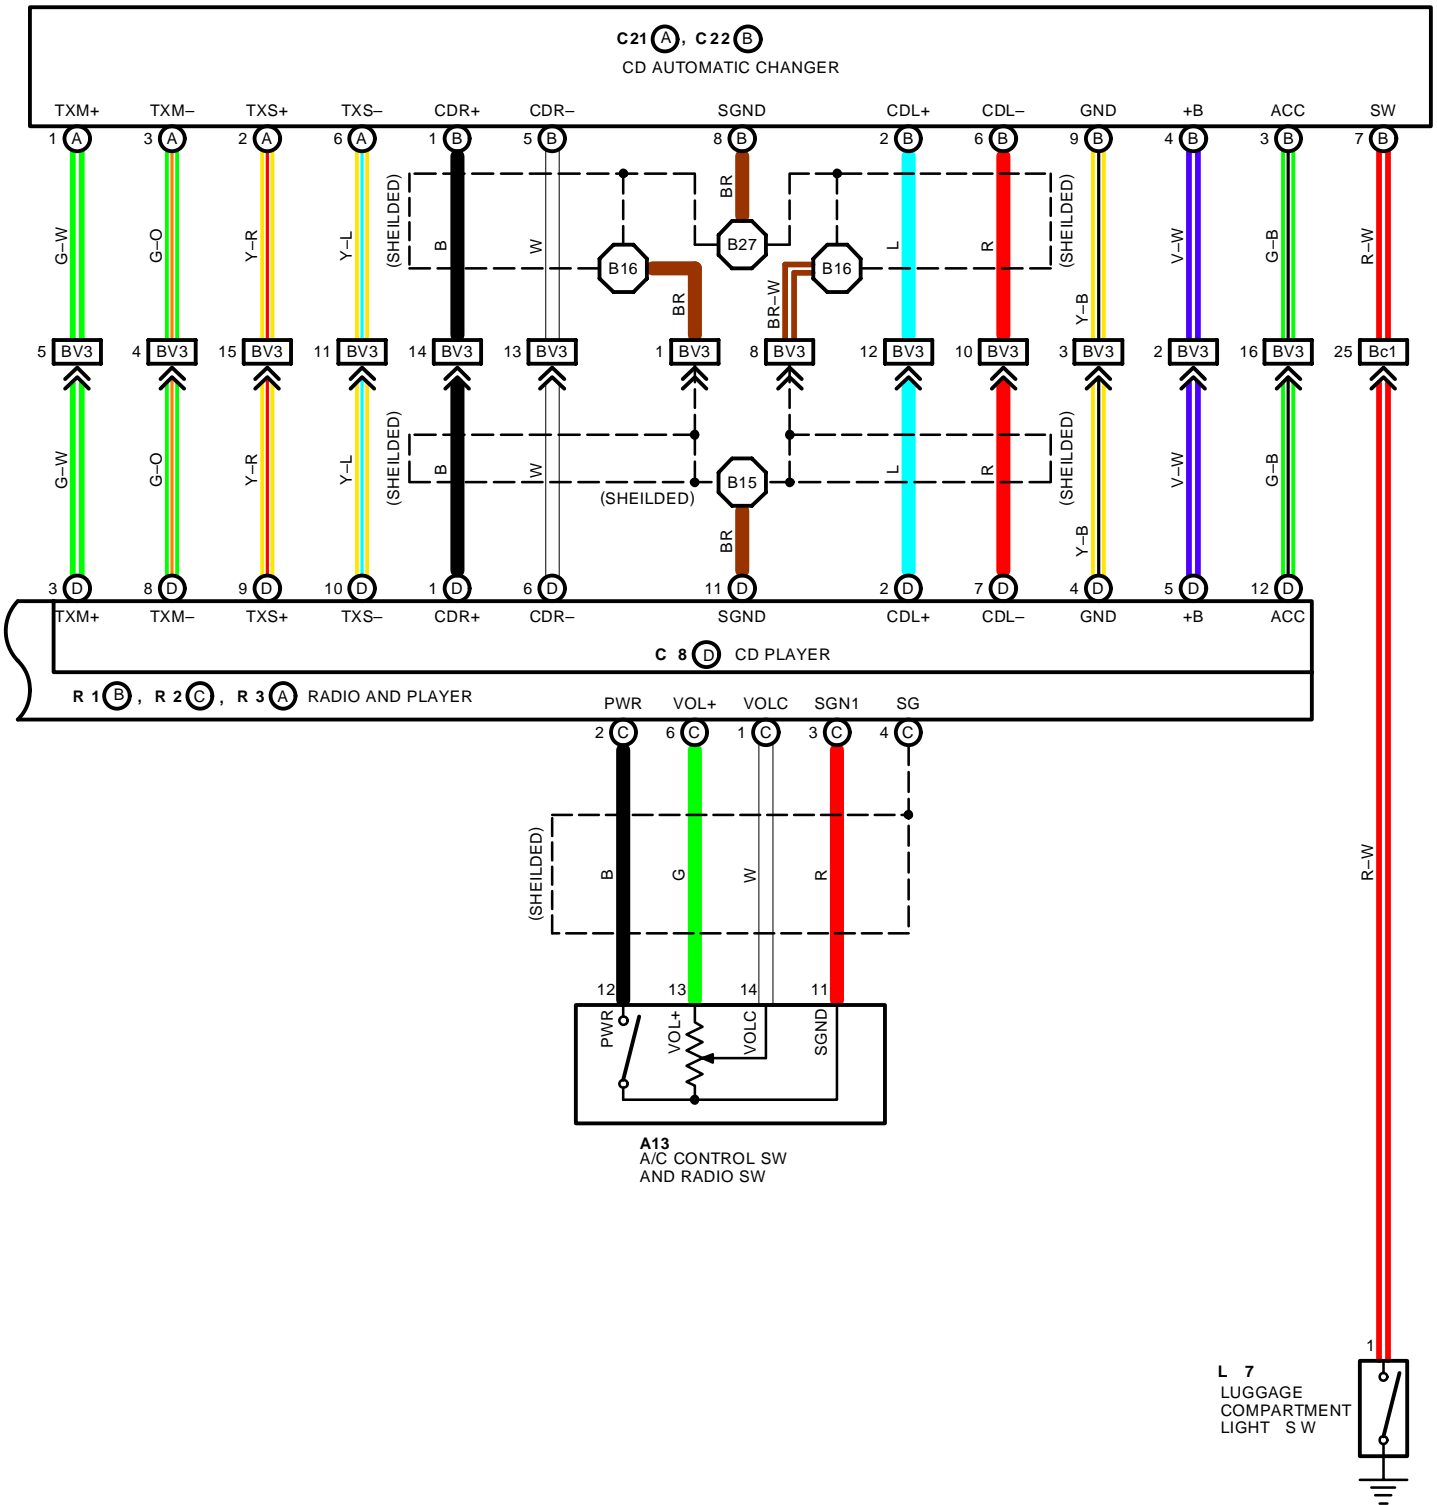 C21 A, C22 B
CD AUTOMATIC CHANGER
TXM+ TXM– TXS+ TXS– CDR+ CDR– SGND CDL+ CDL– GND +B ACC SW
1 A 3 A 2 A 6 A 1 B 5 B 8 B 2 B 6 B 9 B 4 B 3 B 7 B
(SHEILDED) BR (SHEILDED)
G–W G–O Y–R Y–L B W B27 L R V–W G–B R–W
B16 B16
BR BR–W Y–B
5 BV3 4 BV3 15 BV3 11 BV3 14 BV3 13 BV3 1 BV3 8 BV3 12 BV3 10 BV3 3 BV3 2 BV3 16 BV3 25 Bc1
(SHEILDED) (SHEILDED)
G–W G–O Y–R Y–L B W B15 L R V–W G–B
(SHEILDED)
BR Y–B
3 D 8 D 9 D 10 D 1 D 6 D 11 D 2 D 7 D 4 D 5 D 12 D
TXM+ TXM– TXS+ TXS– CDR+ CDR– SGND CDL+ CDL– GND +B ACC
C 8 D CD PLAYER
R 1 B , R 2 C , R 3 A RADIO AND PLAYER
PWR VOL+ VOLC SGN1 SG
2 C 6 C 1 C 3 C 4 C
(SHEILDED) B G W R R–W
12 13 14 11
PWR VOL+ VOLC SGND
A13
A/C CONTROL SW
AND RADIO SW
1
L 7
LUGGAGE
COMPARTMENT
LIGHT S W